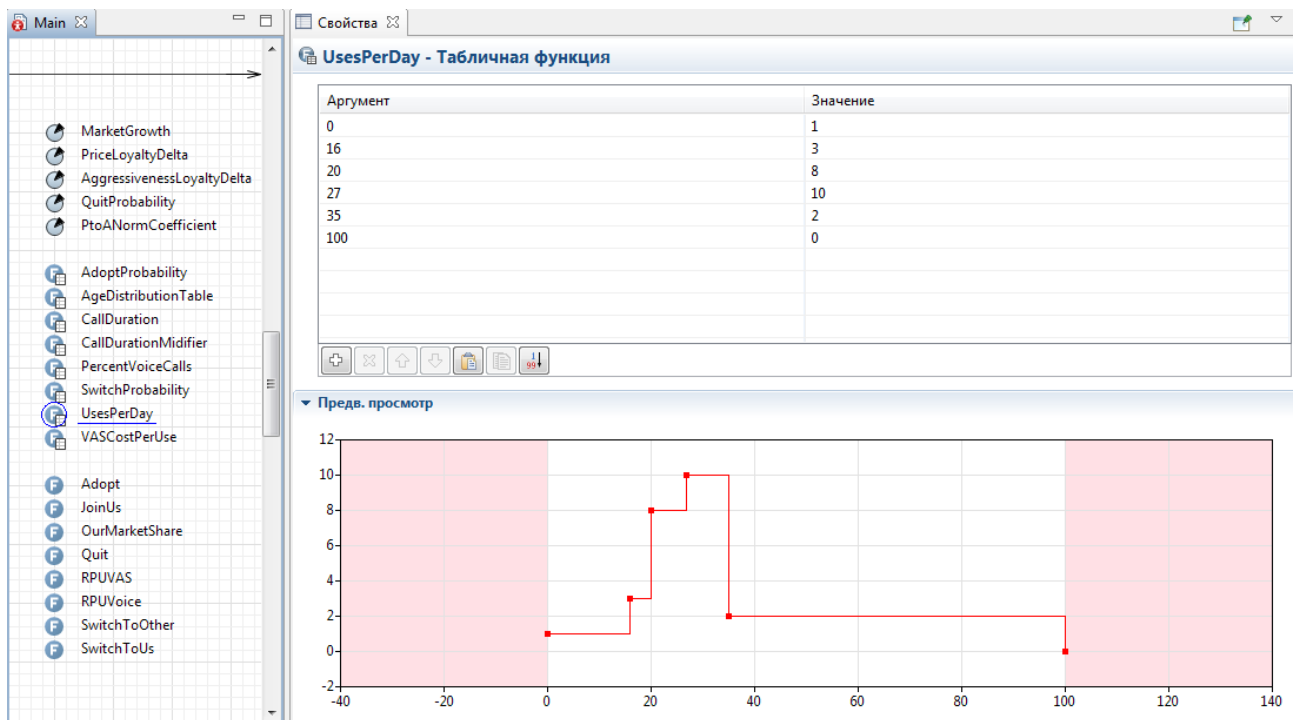 Main
Свойства
UsesPerDay - Табличная функция
Аргумент Значение
0 1
16 3
20 8
27 10
35 2
100 0
MarketGrowth
PriceLoyaltyDelta
AggressivenessLoyaltyDelta
QuitProbability
PtoANormCoefficient
AdoptProbability
AgeDistributionTable
CallDuration
CallDurationMidifier
PercentVoiceCalls
SwitchProbability
UsesPerDay
VASCostPerUse
Adopt
JoinUs
OurMarketShare
Quit
RPUVAS
RPUVoice
SwitchToOther
SwitchToUs
Предв. просмотр
12
10
8
6
4
2
0
-2
-40 -20 0 20 40 60 80 100 120 140